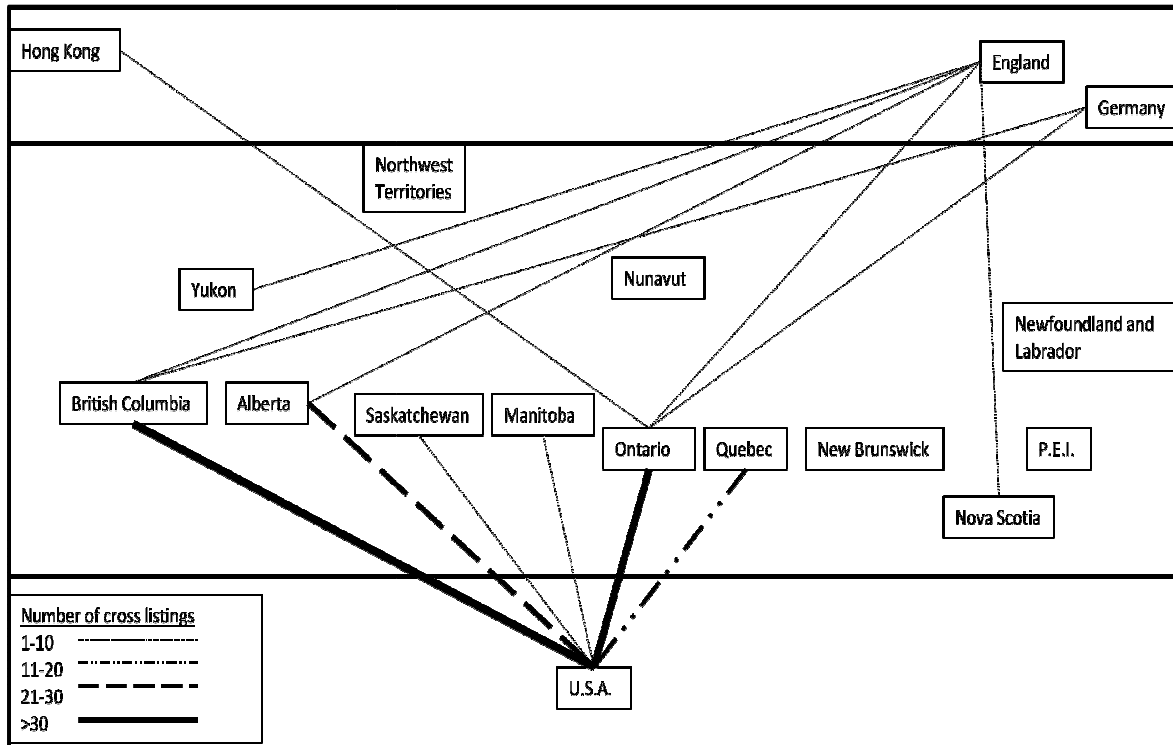 Hong Kong
England
Germany
Northwest
Territories
Yukon
Nunavut
Newfoundland and
Labrador
British Columbia
Alberta
Saskatchewan
Manitoba
Ontario
Quebec
New Brunswick
P.E.I.
Nova Scotia
Number of cross listings
1-10
11-20
21-30
>30
U.S.A.